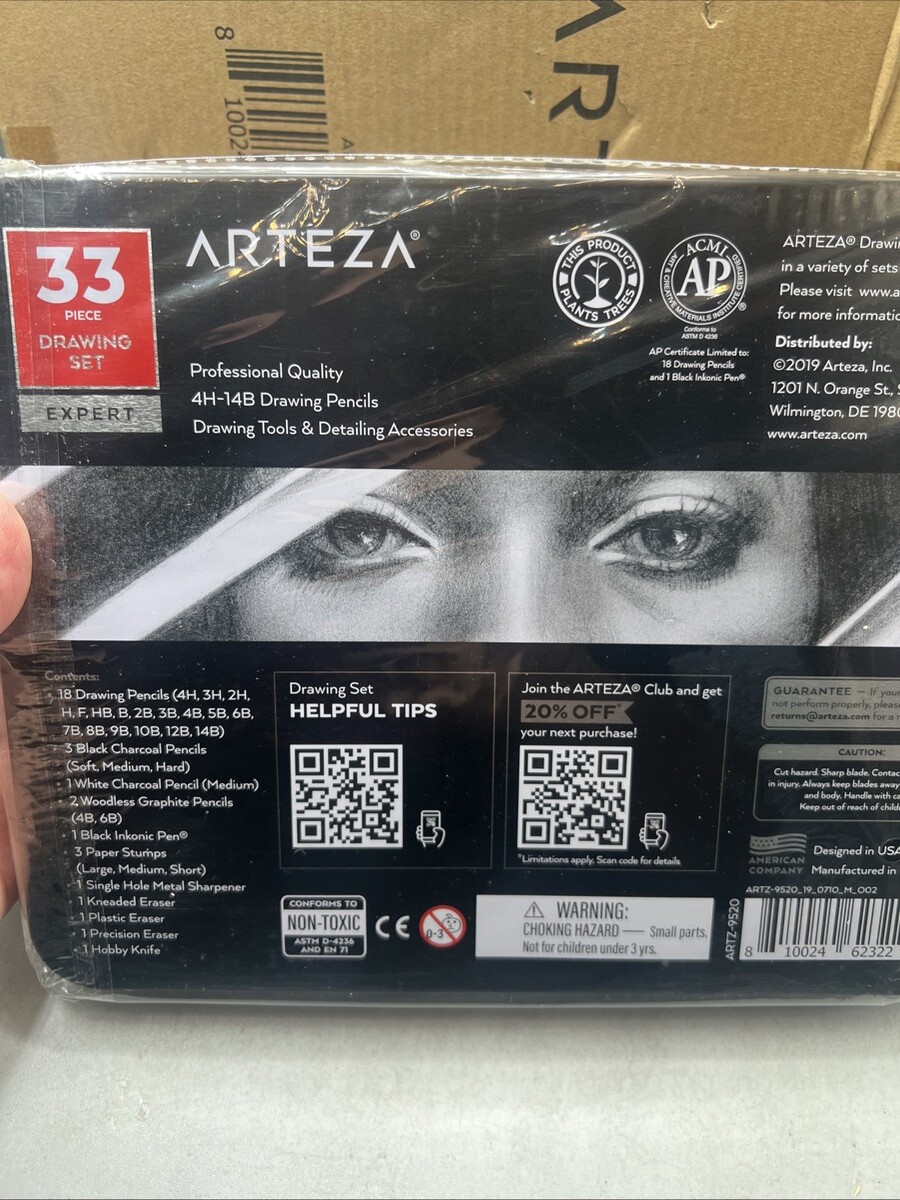 8
1002
ART
33
PIECE
DRAWING
SET
EXPERT
ARTEZA®
Professional Quality
4H-14B Drawing Pencils
Drawing Tools & Detailing Accessories
THIS PRODUCT
PLANTS TREES
ACMI
AP
ART & CREATIVE MATERIALS INSTITUTE CERTIFIED
®
Conforms to
ASTM D 4236
AP Certificate Limited to:
18 Drawing Pencils
and 1 Black Inkonic Pen®
ARTEZA®
in a variety of sets
Please visit
for more
Distributed by:
©2019 Arteza, Inc.
1201 N. Orange St.,
Wilmington, DE
www.arteza.com
Contents:
· 18 Drawing Pencils (4H, 3H, 2H,
H, F, HB, B, 2B, 3B, 4B, 5B, 6B,
7B, 8B, 9B, 10B, 12B, 14B)
· 3 Black Charcoal Pencils
(Soft, Medium, Hard)
· 1 White Charcoal Pencil (Medium)
· 2 Woodless Graphite Pencils
(4B, 6B)
· 1 Black Inkonic Pen®
· 3 Paper Stumps
(Large, Medium, Short)
· 1 Single Hole Metal Sharpener
· 1 Kneaded Eraser
· 1 Plastic Eraser
· 1 Precision Eraser
· 1 Hobby Knife
Drawing Set
HELPFUL TIPS
Join the ARTEZA® Club and get
20% OFF*
your next purchase!
*Limitations apply. Scan code for details
GUARANTEE — If your
not perform properly, please
returns@arteza.com for a
CAUTION:
Cut hazard. Sharp blade.
in injury. Always keep blades away
and body. Handle with
Keep out of reach of
AMERICAN
COMPANY
Designed in USA
Manufactured in
ARTZ-9520_19_0710_M_002
ARTZ-9520
8 10024 62322
CONFORMS TO
NON-TOXIC
ASTM D-4236
AND EN 71
CE
0-3
WARNING:
CHOKING HAZARD — Small parts.
Not for children under 3 yrs.